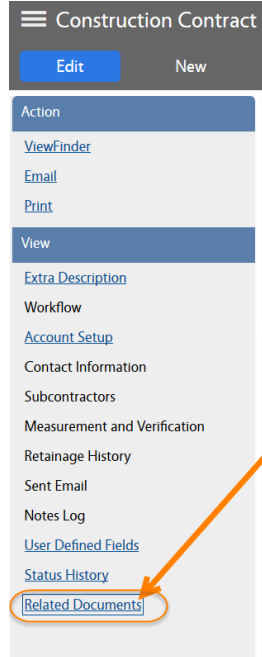 Construction Contract
Edit New
Action
ViewFinder
Email
Print
View
Extra Description
Workflow
Account Setup
Contact Information
Subcontractors
Measurement and Verification
Retainage History
Sent Email
Notes Log
User Defined Fields
Status History
Related Documents